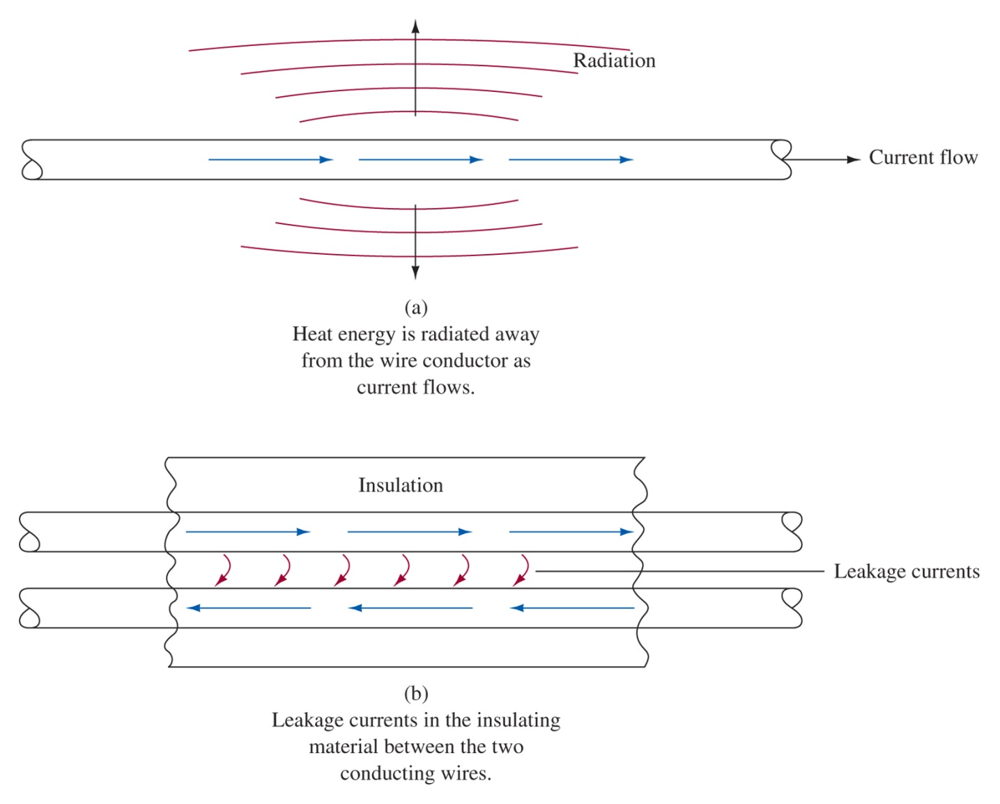 Radiation
Current flow
(a)
Heat energy is radiated away
from the wire conductor as
current flows.
Insulation
Leakage currents
(b)
Leakage currents in the insulating
material between the two
conducting wires.